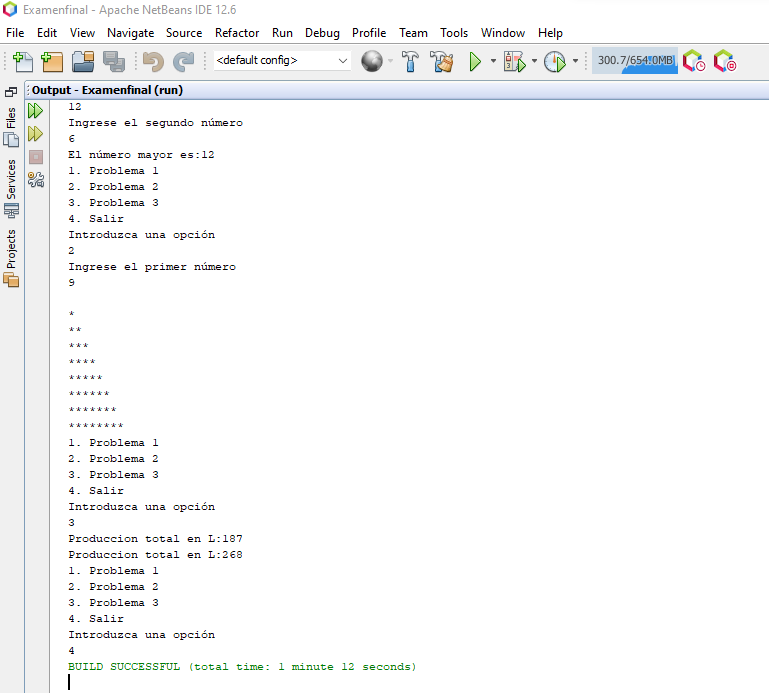 Examenfinal - Apache NetBeans IDE 12.6
File Edit View Navigate Source Refactor Run Debug Profile Team Tools Window Help
<default config>
300.7/654.0MB
Output - Examenfinal (run)
Files
Services
Projects
12
Ingrese el segundo número
6
El número mayor es:12
1. Problema 1
2. Problema 2
3. Problema 3
4. Salir
Introduzca una opción
2
Ingrese el primer número
9
*
**
***
****
*****
******
*******
********
1. Problema 1
2. Problema 2
3. Problema 3
4. Salir
Introduzca una opción
3
Produccion total en L:187
Produccion total en L:268
1. Problema 1
2. Problema 2
3. Problema 3
4. Salir
Introduzca una opción
4
BUILD SUCCESSFUL (total time: 1 minute 12 seconds)